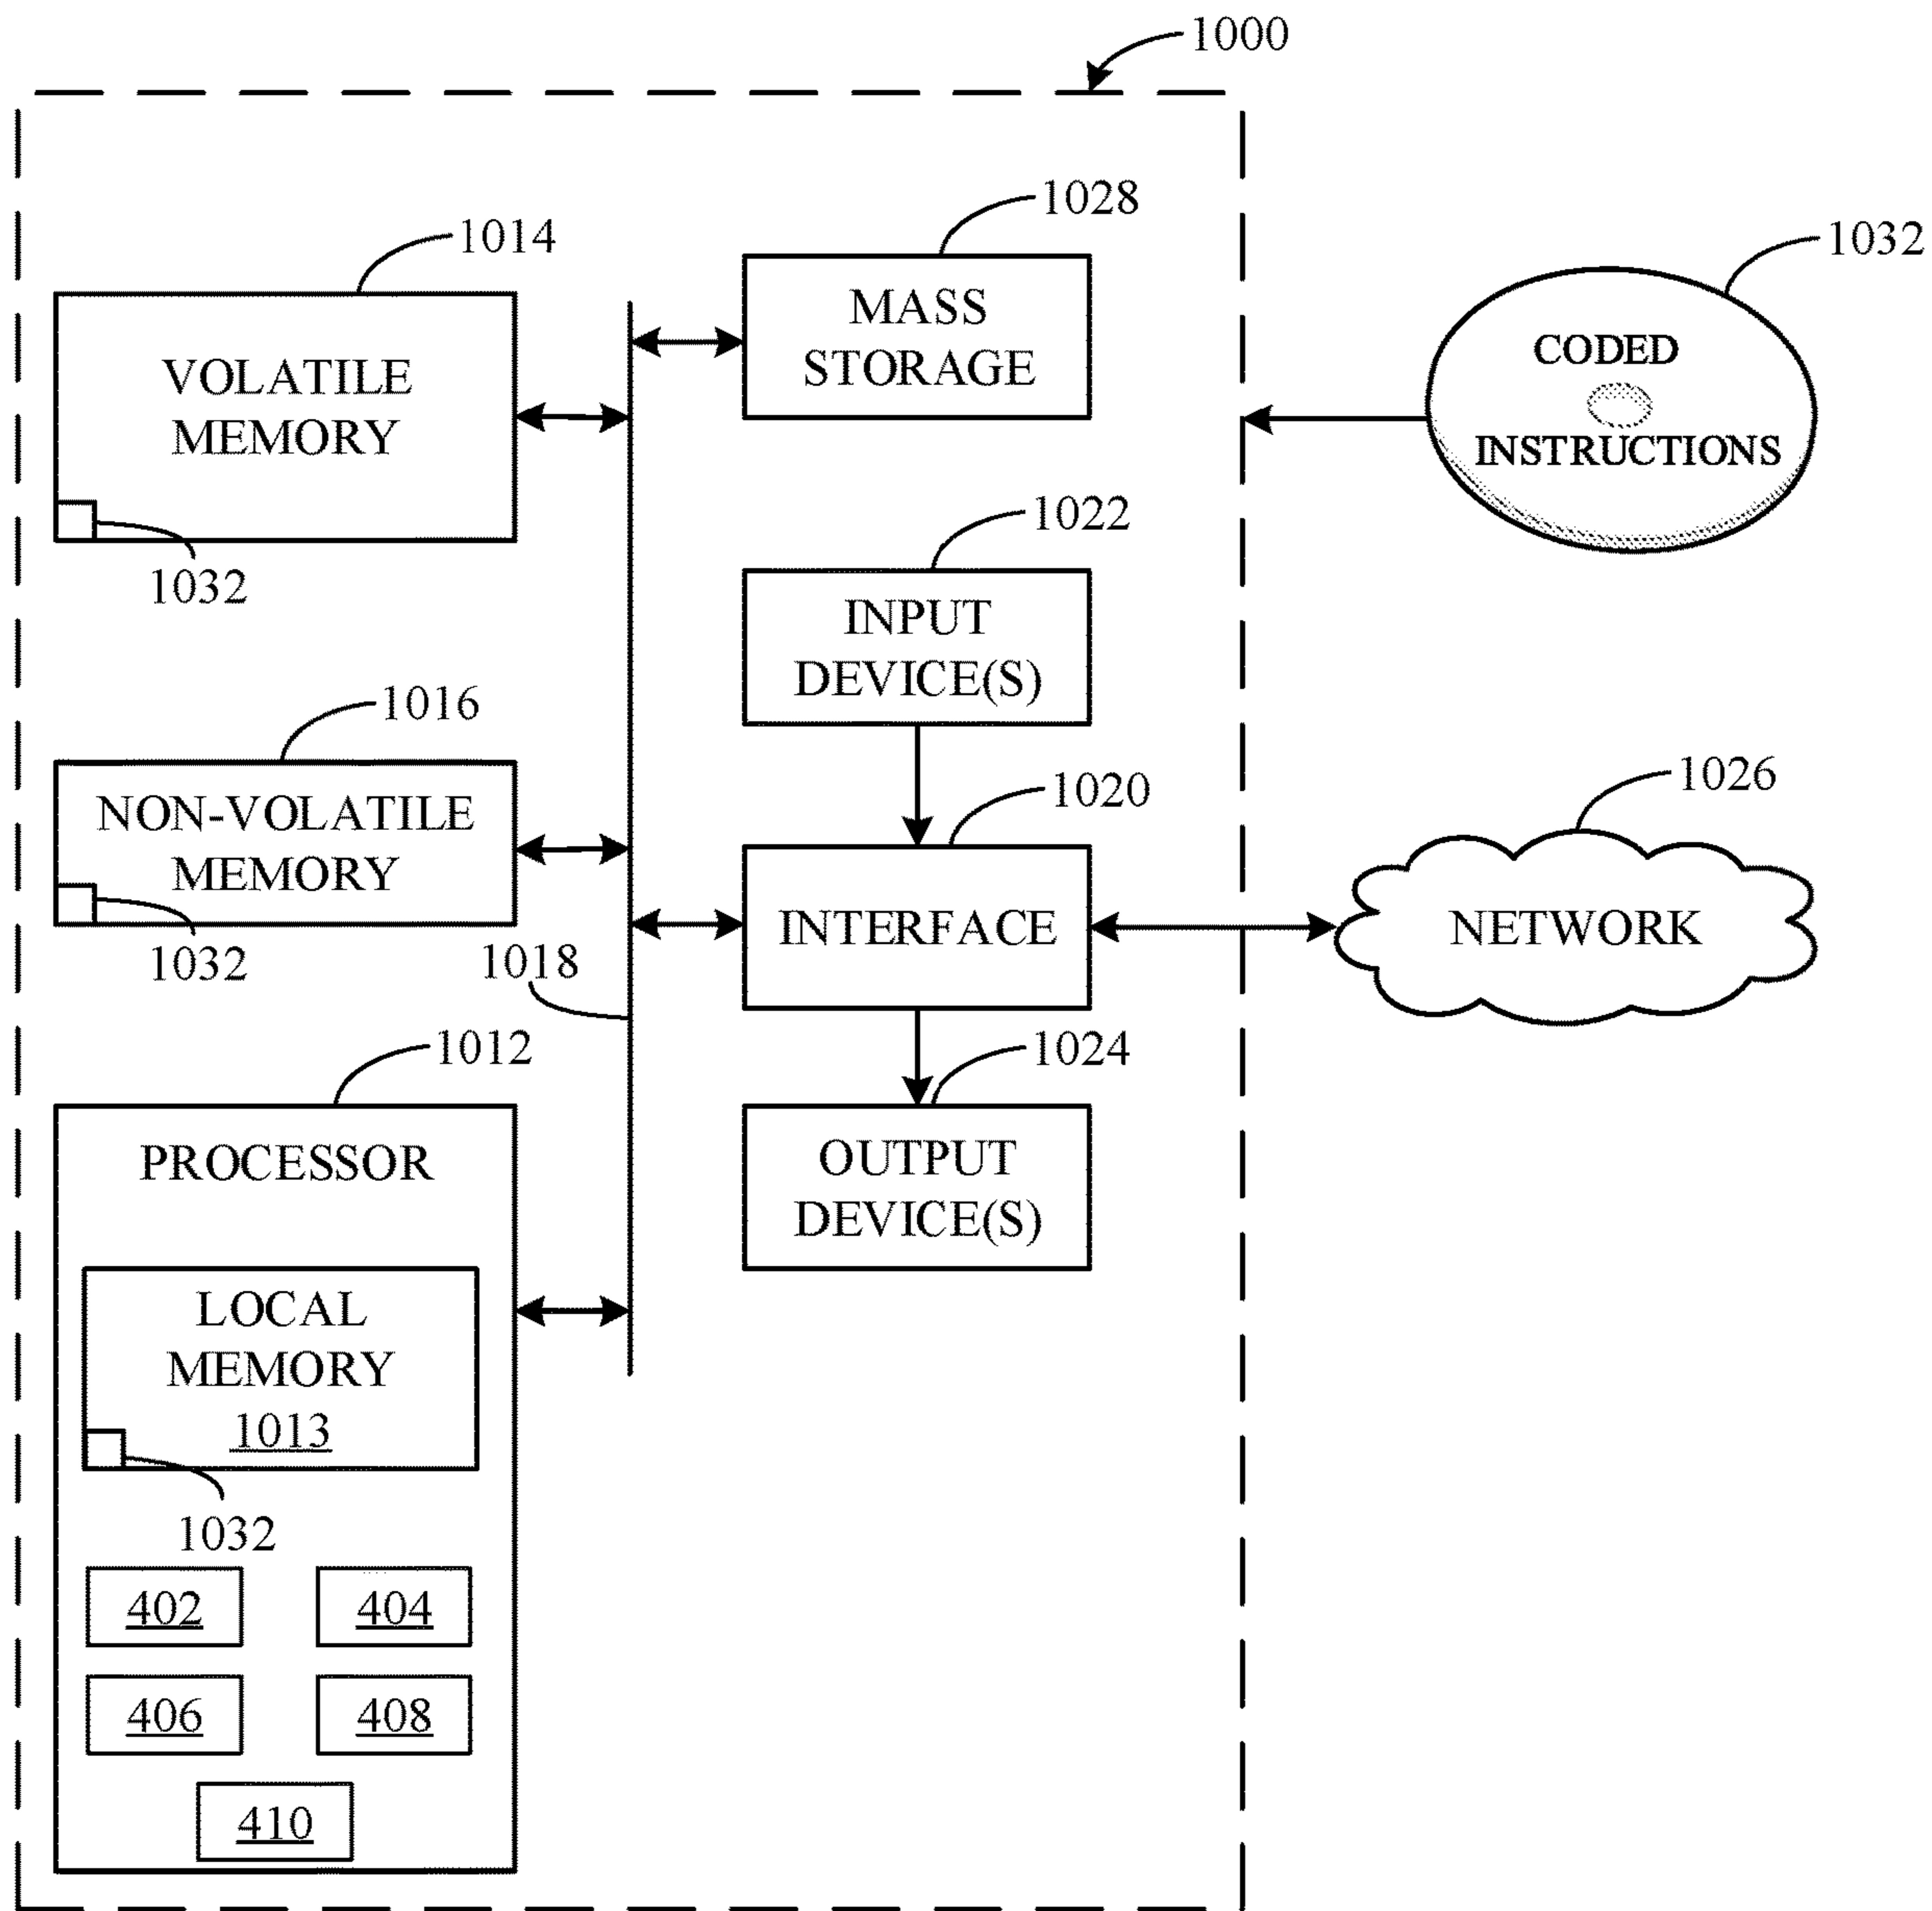 1000
1028
1014
1032
MASS
STORAGE
VOLATILE
MEMORY
CODED
INSTRUCTIONS
1032
1022
INPUT
DEVICE(S)
1016
1020
1026
NON-VOLATILE
MEMORY
INTERFACE
NETWORK
1032
1018
1012
1024
PROCESSOR
OUTPUT
DEVICE(S)
LOCAL
MEMORY
1013
1032
402
404
406
408
410